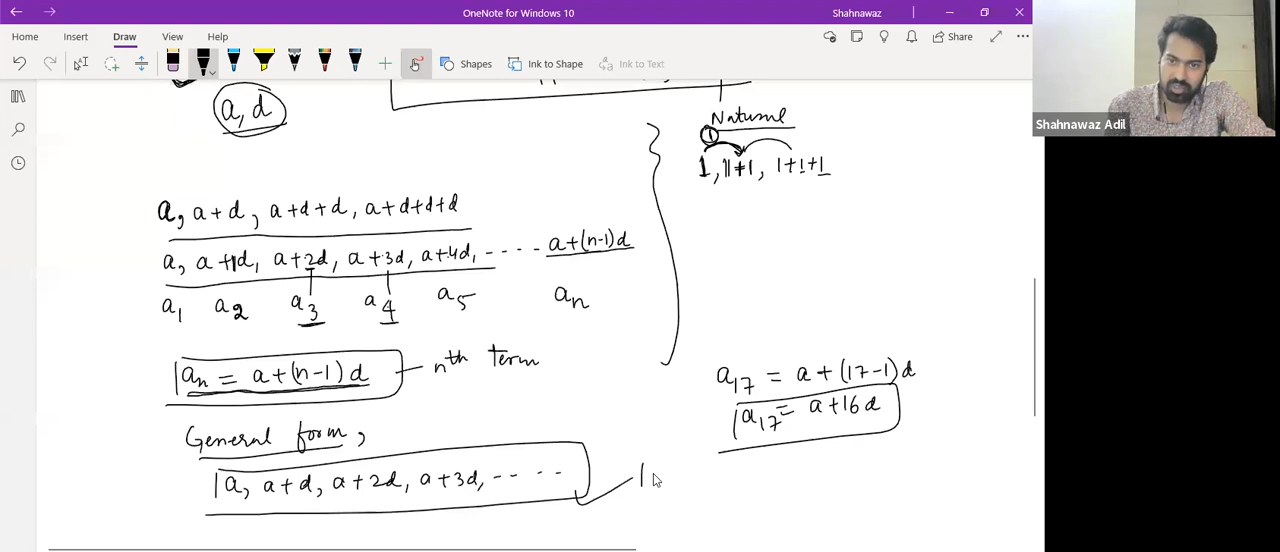 OneNote for Windows 10
Shahnawaz
Home Insert Draw View Help
Share
Shapes Ink to Shape Ink to Text
Shahnawaz Adil
a, d
Natural
1
1, 1+1, 1+1+1
a, a+d, a+d+d, a+d+d+d
a, a+1d, a+2d, a+3d, a+4d, ---- a+(n-1)d
a1 a2 a3 a4 a5 an
an = a+(n-1)d nth term
a17 = a+(17-1)d
a17 = a+16d
General form,
a, a+d, a+2d, a+3d, -- --